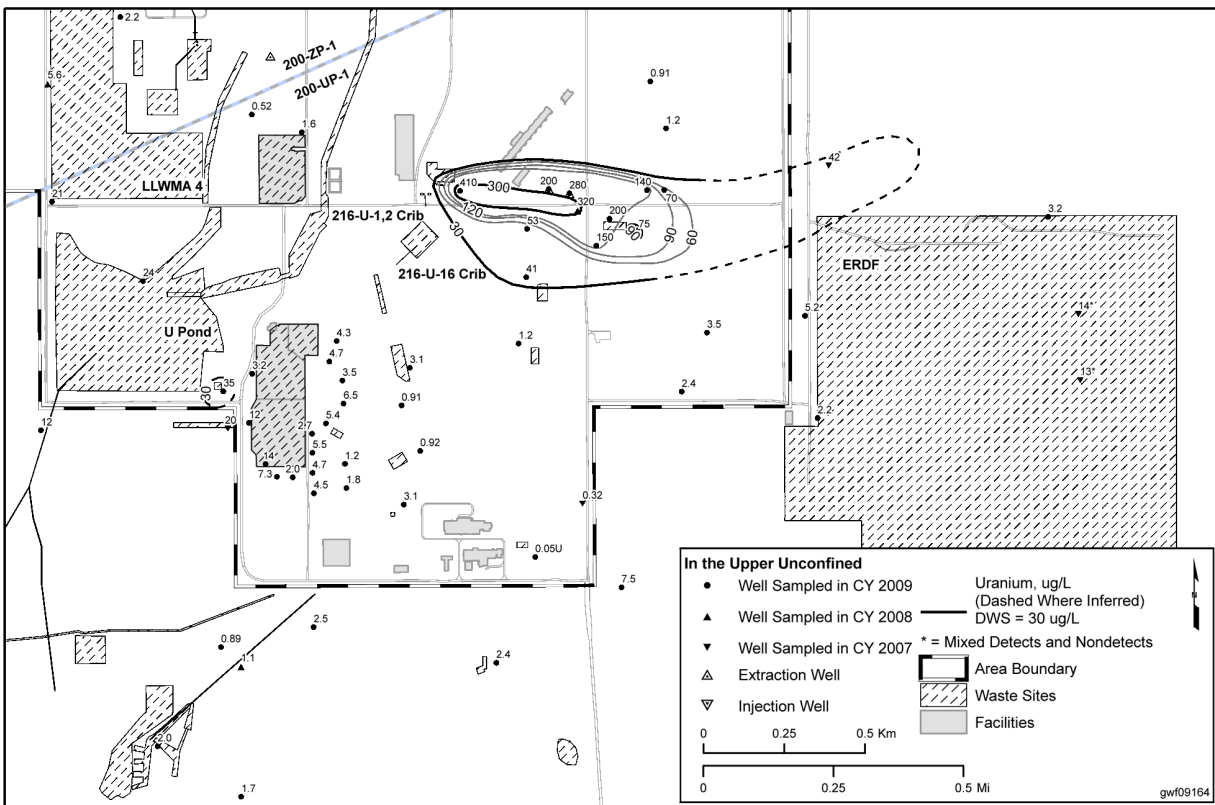 2.2
200-ZP-1
200-UP-1
5.6
0.91
0.52
1.6
1.2
42
LLWMA 4
410
300
200
280
140
70
21
320
120
200
75
3.2
216-U-1,2 Crib
30
53
150
90
90
60
216-U-16 Crib
41
ERDF
24
U Pond
5.2
14*
4.3
1.2
3.5
4.7
3.1
3.2
3.5
13*
35
30
2.4
6.5
0.91
12
20
12
5.4
2.7
2.2
0.92
5.5
14
1.2
7.3
2.0
4.7
4.5
1.8
3.1
0.32
0.05U
7.5
2.5
0.89
1.1
2.4
2.0
1.7
In the Upper Unconfined
Well Sampled in CY 2009
Well Sampled in CY 2008
Well Sampled in CY 2007
Extraction Well
Injection Well
Uranium, ug/L
(Dashed Where Inferred)
DWS = 30 ug/L
* = Mixed Detects and Nondetects
Area Boundary
Waste Sites
Facilities
N
0 0.25 0.5 Km
0 0.25 0.5 Mi
gwf09164